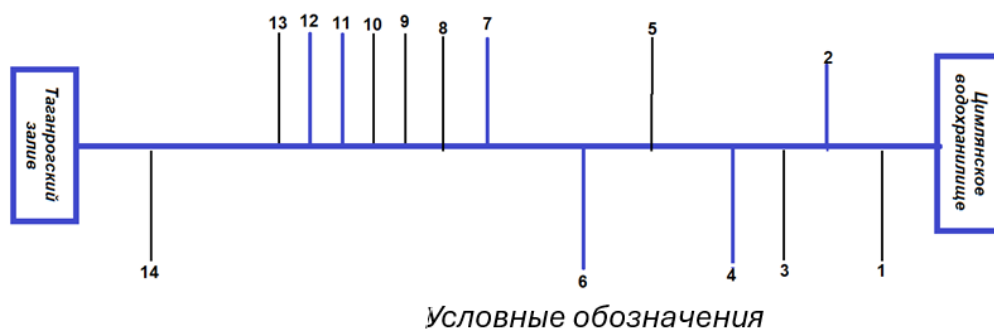 13
12
11
10
9
8
7
5
2
Таганрогский
залив
Цимлянское
водохранилище
14
6
4
3
1
Условные обозначения